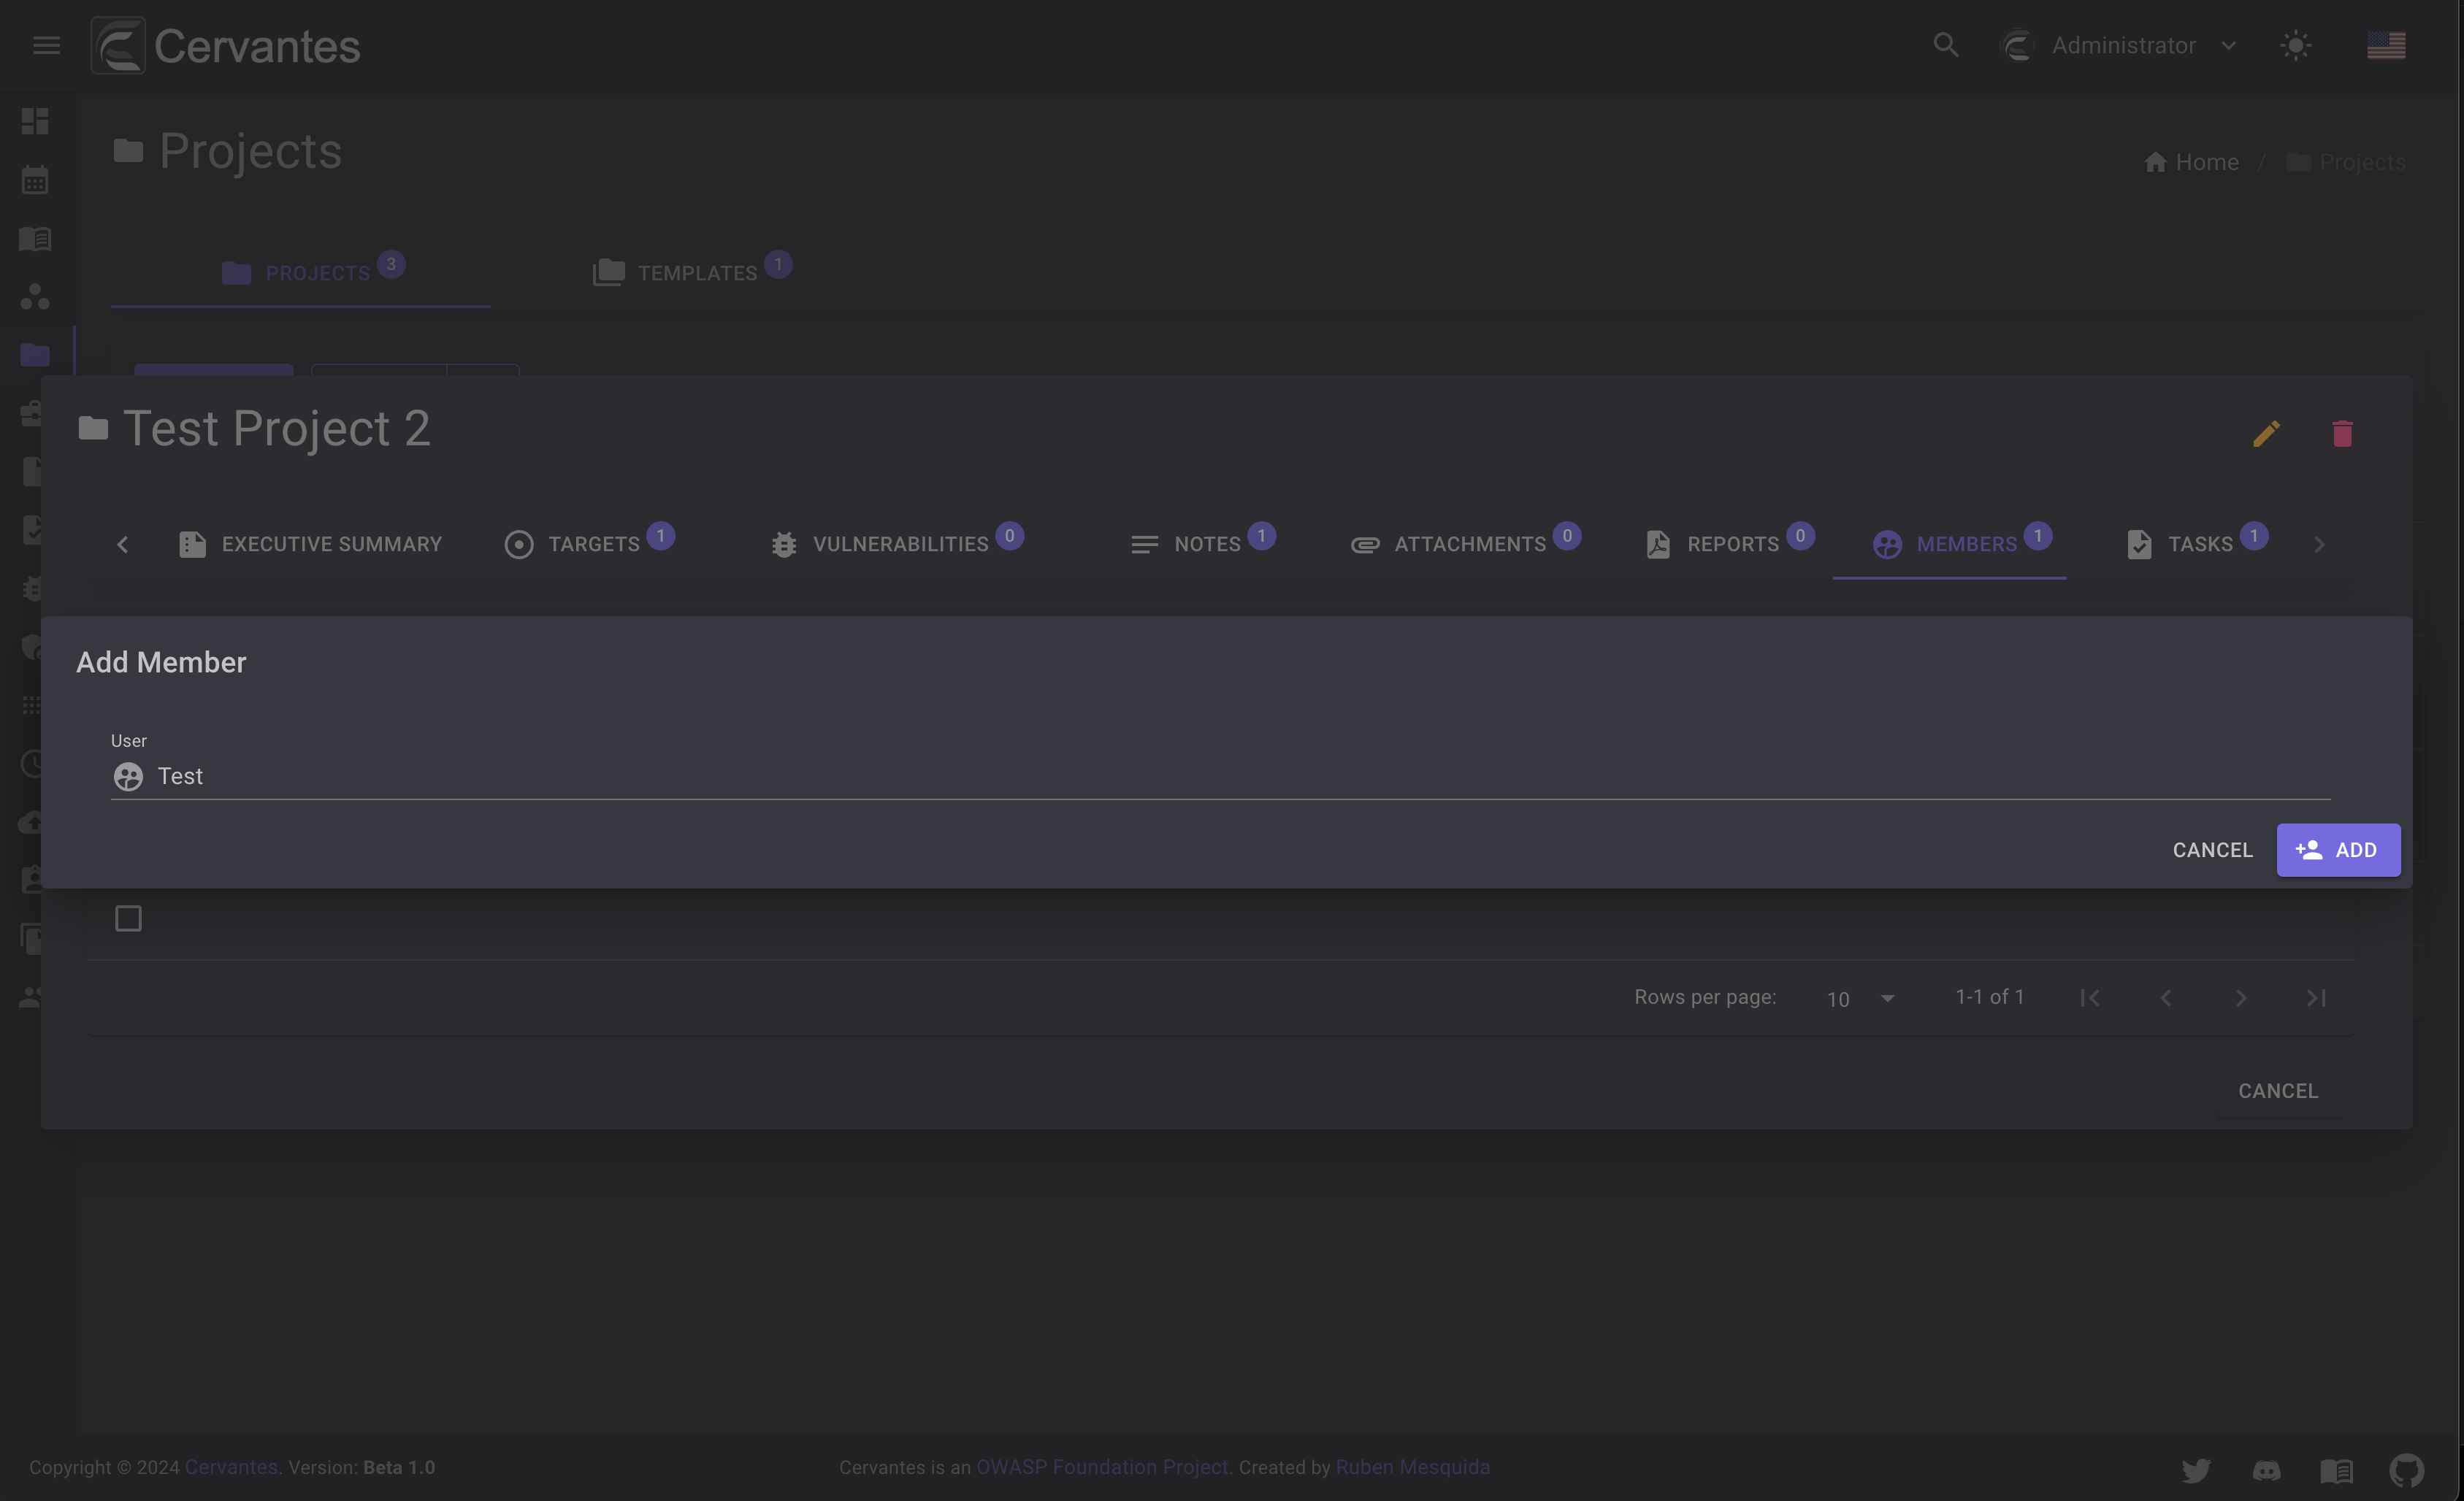 Cervantes
Administrator
Projects
Home / Projects
PROJECTS 3
TEMPLATES 1
Test Project 2
EXECUTIVE SUMMARY
TARGETS 1
VULNERABILITIES 0
NOTES 1
ATTACHMENTS 0
REPORTS 0
MEMBERS 1
TASKS 1
Add Member
User
Test
CANCEL
ADD
Rows per page: 10 1-1 of 1
CANCEL
Copyright © 2024 Cervantes. Version: Beta 1.0
Cervantes is an OWASP Foundation Project. Created by Ruben Mesquida